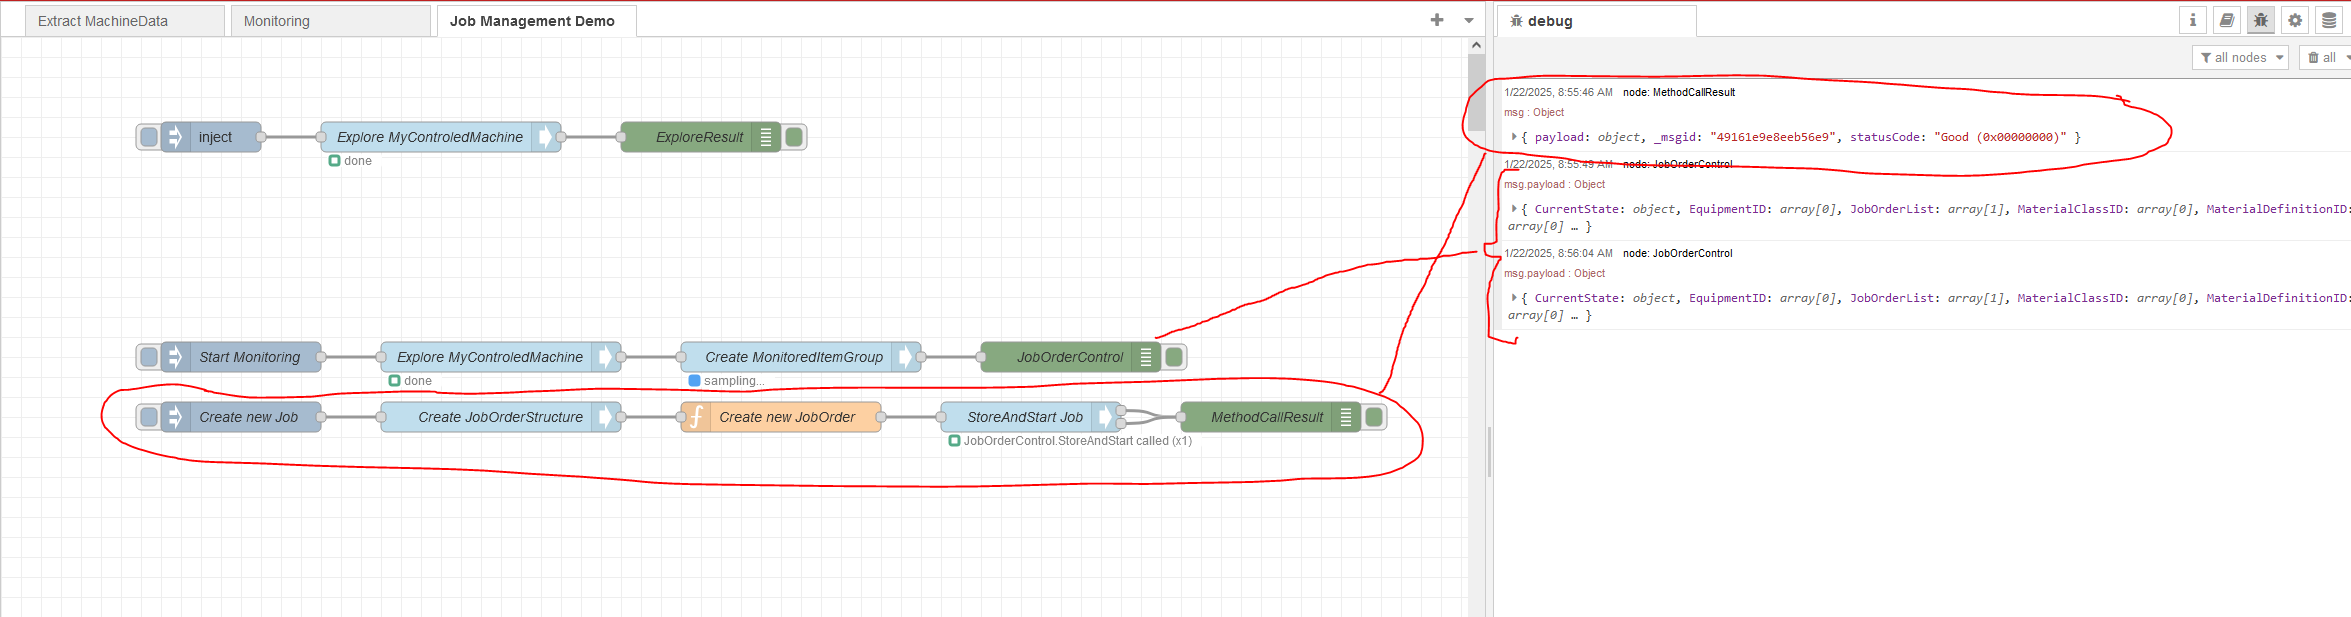 Extract MachineData
Monitoring
Job Management Demo
debug
all nodes
all
inject
Explore MyControledMachine
ExploreResult
done
Start Monitoring
Explore MyControledMachine
Create MonitoredItemGroup
JobOrderControl
done
sampling...
Create new Job
Create JobOrderStructure
Create new JobOrder
StoreAndStart Job
MethodCallResult
JobOrderControl.StoreAndStart called (x1)
1/22/2025, 8:55:46 AM node: MethodCallResult
msg : Object
{ payload: object, _msgid: "49161e9e8eeb56e9", statusCode: "Good (0x00000000)" }
1/22/2025, 8:55:49 AM node: JobOrderControl
msg.payload : Object
{ CurrentState: object, EquipmentID: array[0], JobOrderList: array[1], MaterialClassID: array[0], MaterialDefinitionID:
array[0] … }
1/22/2025, 8:56:04 AM node: JobOrderControl
msg.payload : Object
{ CurrentState: object, EquipmentID: array[0], JobOrderList: array[1], MaterialClassID: array[0], MaterialDefinitionID:
array[0] … }